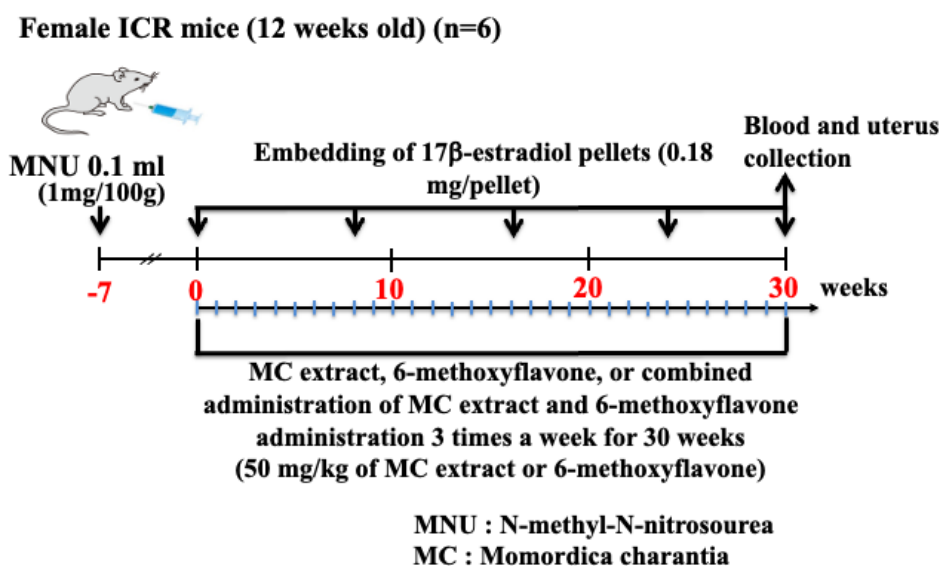 Female ICR mice (12 weeks old) (n=6)
MNU 0.1 ml
(1mg/100g)
Embedding of 17β-estradiol pellets (0.18
mg/pellet)
Blood and uterus
collection
-7 0 10 20 30 weeks
MC extract, 6-methoxyflavone, or combined
administration of MC extract and 6-methoxyflavone
administration 3 times a week for 30 weeks
(50 mg/kg of MC extract or 6-methoxyflavone)
MNU : N-methyl-N-nitrosourea
MC : Momordica charantia